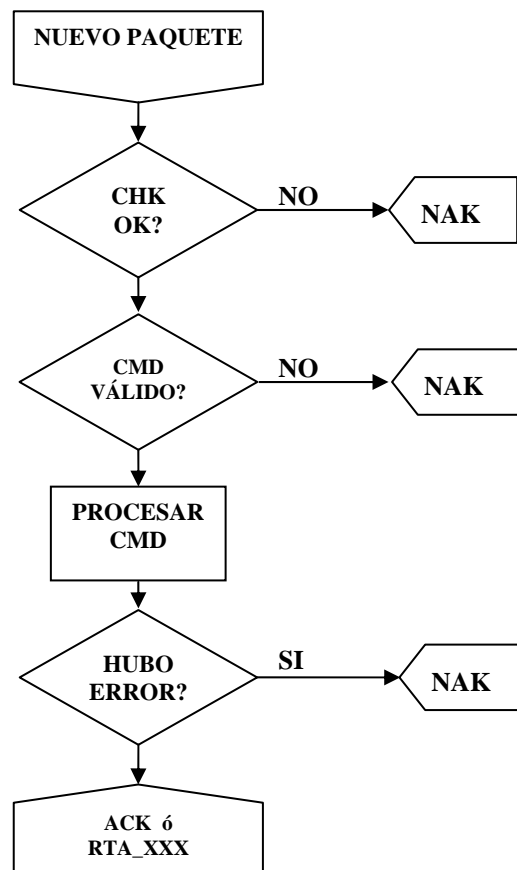 NUEVO PAQUETE
CHK
OK?
NO
NAK
CMD
VÁLIDO?
NO
NAK
PROCESAR
CMD
HUBO
ERROR?
SI
NAK
ACK ó
RTA_XXX